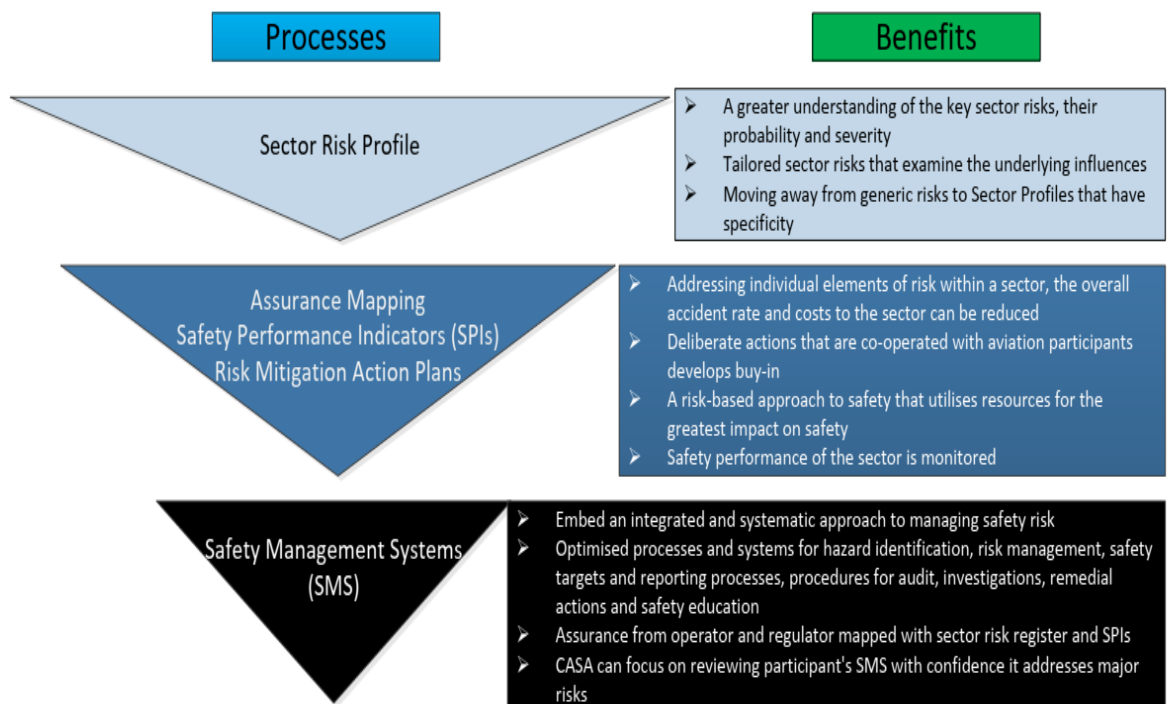 Processes
Benefits
Sector Risk Profile
➢ A greater understanding of the key sector risks, their
probability and severity
➢ Tailored sector risks that examine the underlying influences
➢ Moving away from generic risks to Sector Profiles that have
specificity
Assurance Mapping
Safety Performance Indicators (SPIs)
Risk Mitigation Action Plans
➢ Addressing individual elements of risk within a sector, the overall
accident rate and costs to the sector can be reduced
➢ Deliberate actions that are co-operated with aviation participants
develops buy-in
➢ A risk-based approach to safety that utilises resources for the
greatest impact on safety
➢ Safety performance of the sector is monitored
Safety Management Systems
(SMS)
➢ Embed an integrated and systematic approach to managing safety risk
➢ Optimised processes and systems for hazard identification, risk management, safety
targets and reporting processes, procedures for audit, investigations, remedial
actions and safety education
➢ Assurance from operator and regulator mapped with sector risk register and SPIs
➢ CASA can focus on reviewing participant's SMS with confidence it addresses major
risks